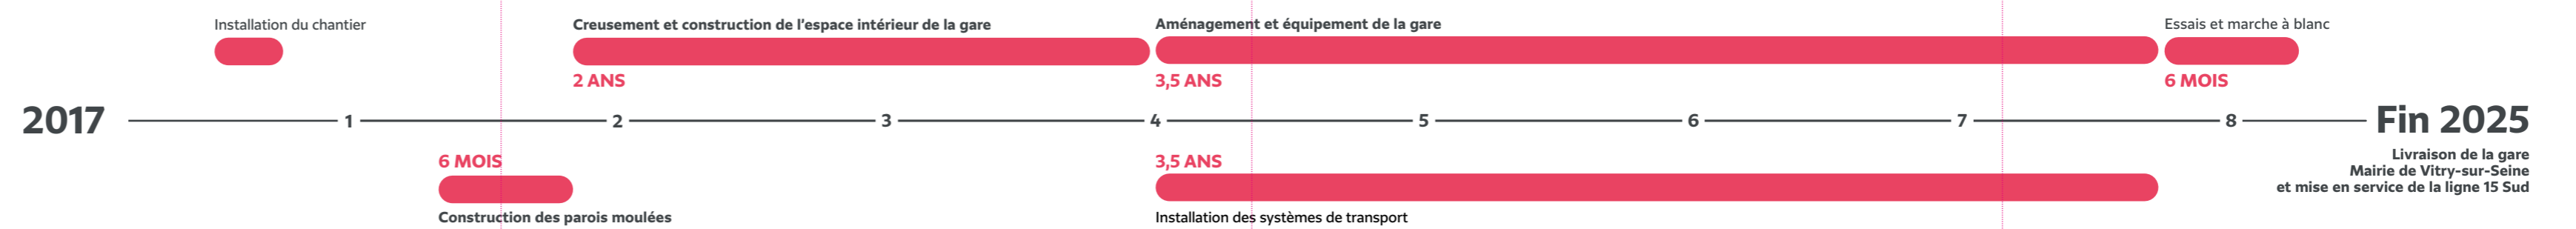 Installation du chantier
Creusement et construction de l'espace intérieur de la gare
2 ANS
Aménagement et équipement de la gare
3,5 ANS
Essais et marche à blanc
6 MOIS
2017 1 2 3 4 5 6 7 8 Fin 2025
6 MOIS
Construction des parois moulées
3,5 ANS
Installation des systèmes de transport
Livraison de la gare
Mairie de Vitry-sur-Seine
et mise en service de la ligne 15 Sud